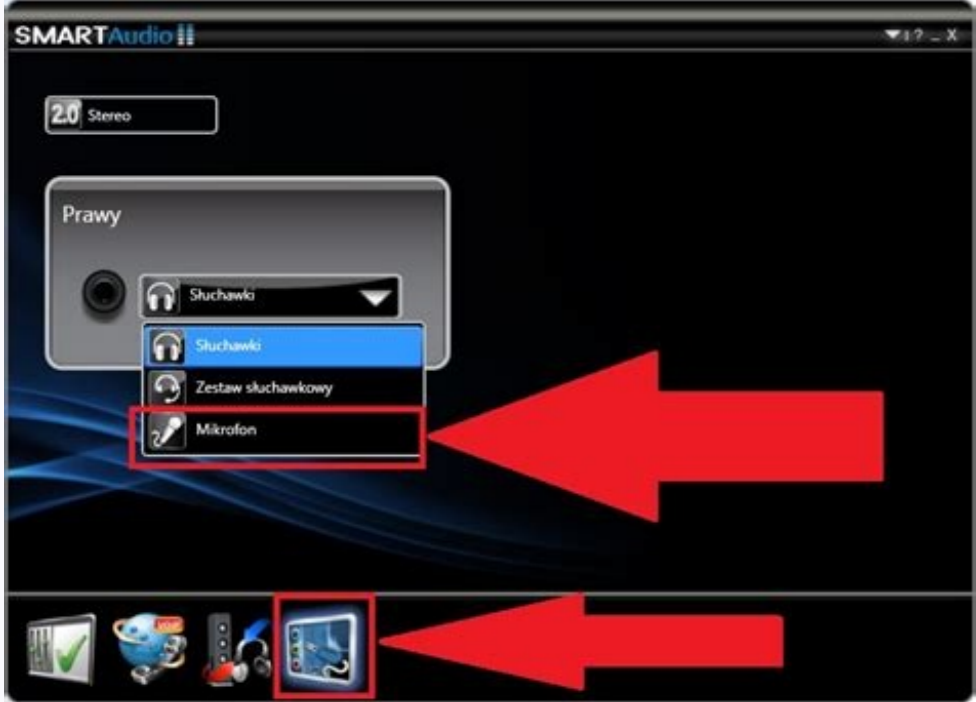 SMARTAudio
? _ X
2.0 Stereo
Prawy
Słuchawki
Słuchawki
Zestaw słuchawkowy
Mikrofon